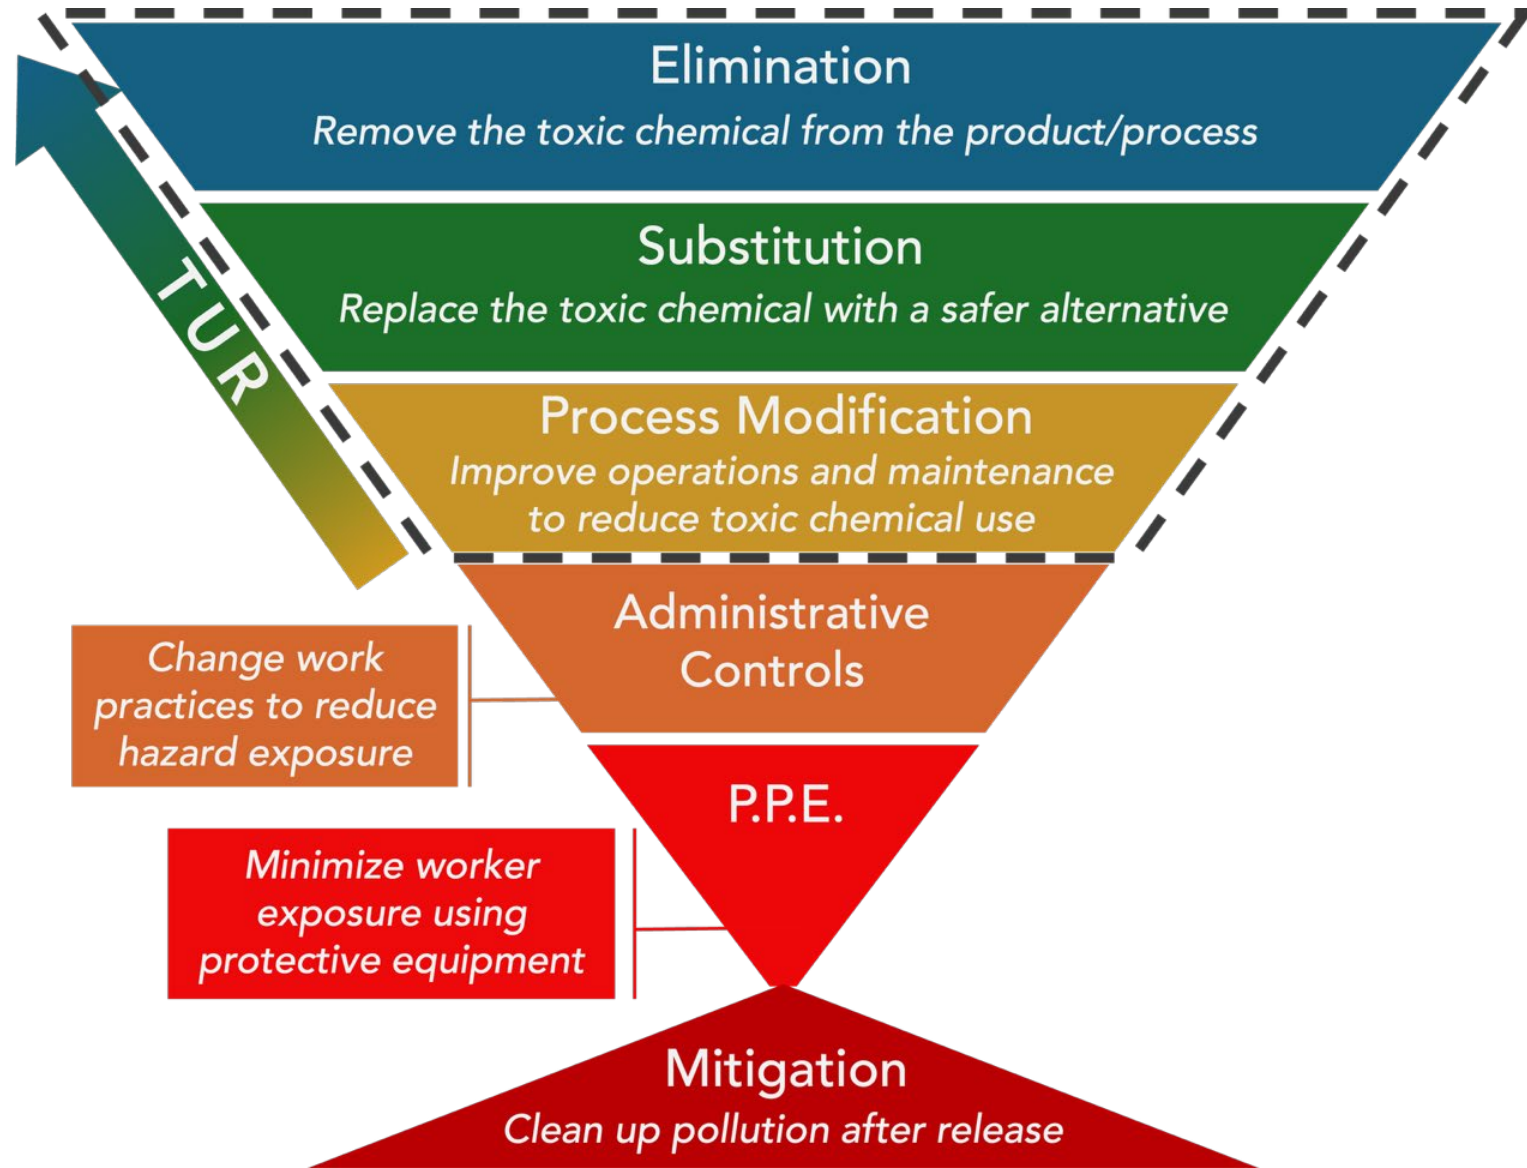 Elimination
Remove the toxic chemical from the product/process
Substitution
Replace the toxic chemical with a safer alternative
TUR
Process Modification
Improve operations and maintenance
to reduce toxic chemical use
Administrative
Controls
Change work
practices to reduce
hazard exposure
P.P.E.
Minimize worker
exposure using
protective equipment
Mitigation
Clean up pollution after release